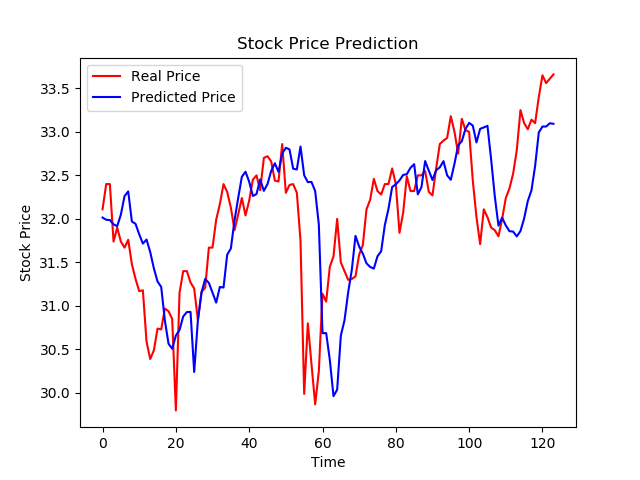 Stock Price Prediction
Real Price
Predicted Price
33.5
33.0
32.5
32.0
31.5
31.0
30.5
30.0
Stock Price
0 20 40 60 80 100 120
Time